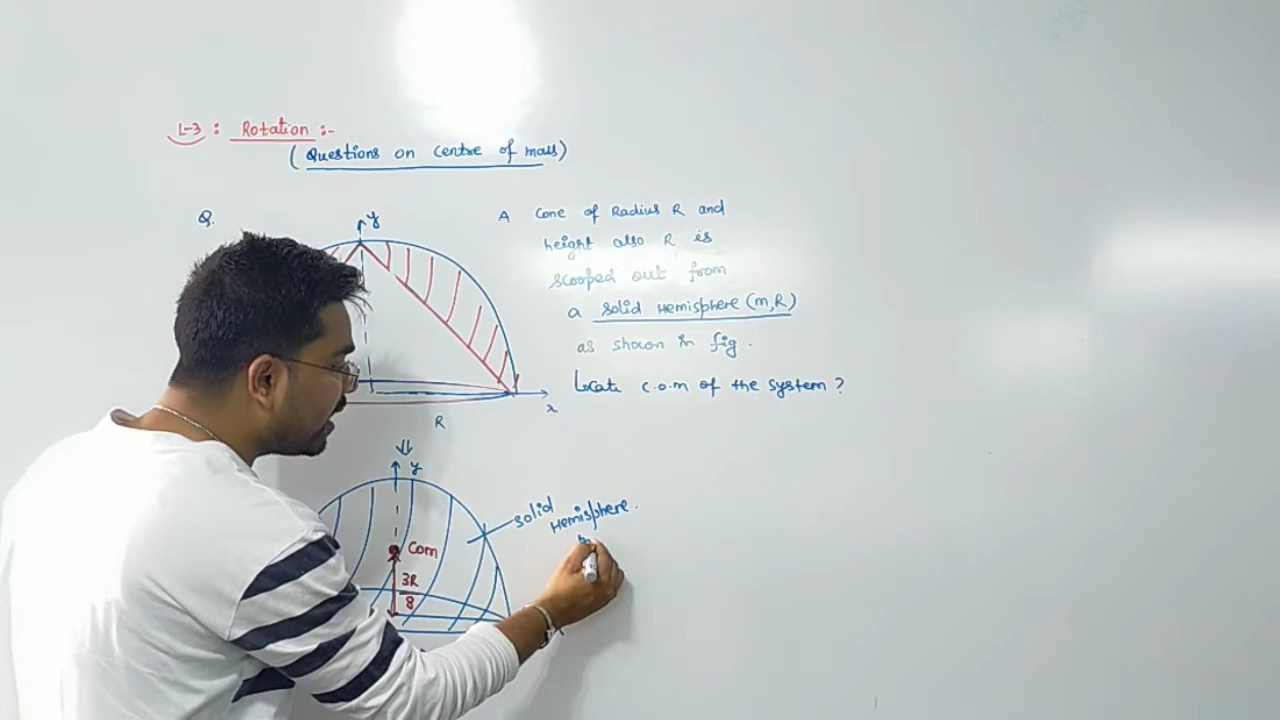 L-3 : Rotation :-
(Questions on centre of mass)
Q.
y
A Cone of Radius R and
height also R is
scooped out from
a solid Hemisphere (m,R)
as shown in fig.
Locate c.o.m of the system?
x
R
y
solid
Hemisphere.
m
Com
3R
8